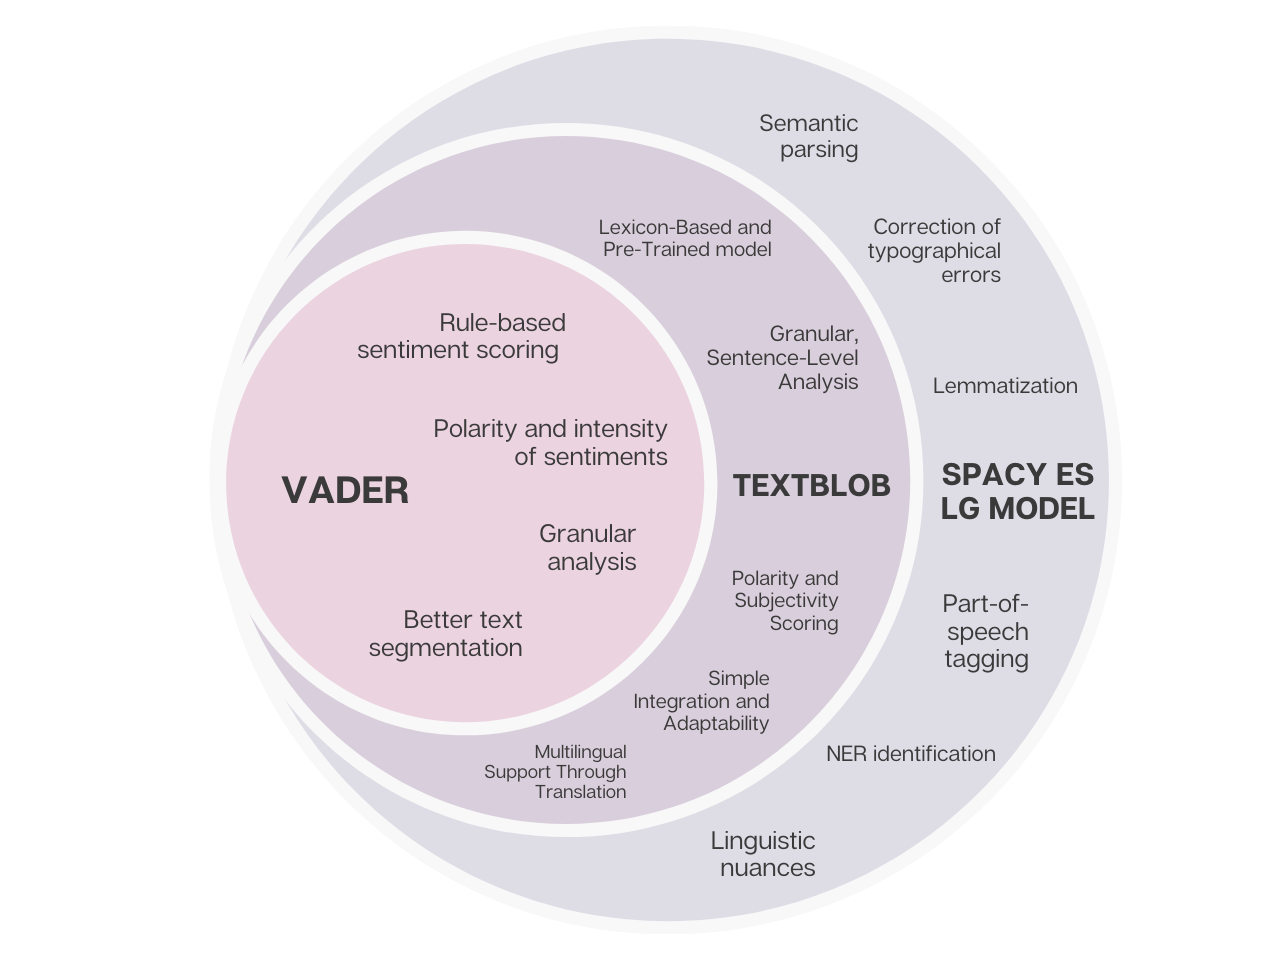 Semantic
parsing
Correction of
typographical
errors
Lemmatization
SPACY ES
LG MODEL
Part-of-
speech
tagging
NER identification
Linguistic
nuances
Lexicon-Based and
Pre-Trained model
Granular,
Sentence-Level
Analysis
TEXTBLOB
Polarity and
Subjectivity
Scoring
Simple
Integration and
Adaptability
Multilingual
Support Through
Translation
Rule-based
sentiment scoring
Polarity and intensity
of sentiments
VADER
Granular
analysis
Better text
segmentation